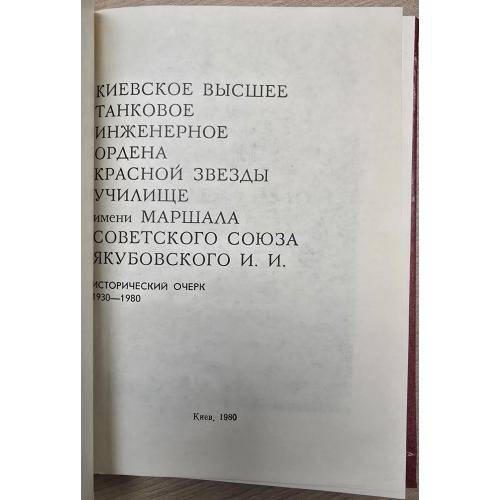 КИЕВСКОЕ ВЫСШЕЕ
ТАНКОВОЕ
ИНЖЕНЕРНОЕ
ОРДЕНА
КРАСНОЙ ЗВЕЗДЫ
УЧИЛИЩЕ
имени МАРШАЛА
СОВЕТСКОГО СОЮЗА
ЯКУБОВСКОГО И. И.
ИСТОРИЧЕСКИЙ ОЧЕРК
1930—1980
Киев, 1980